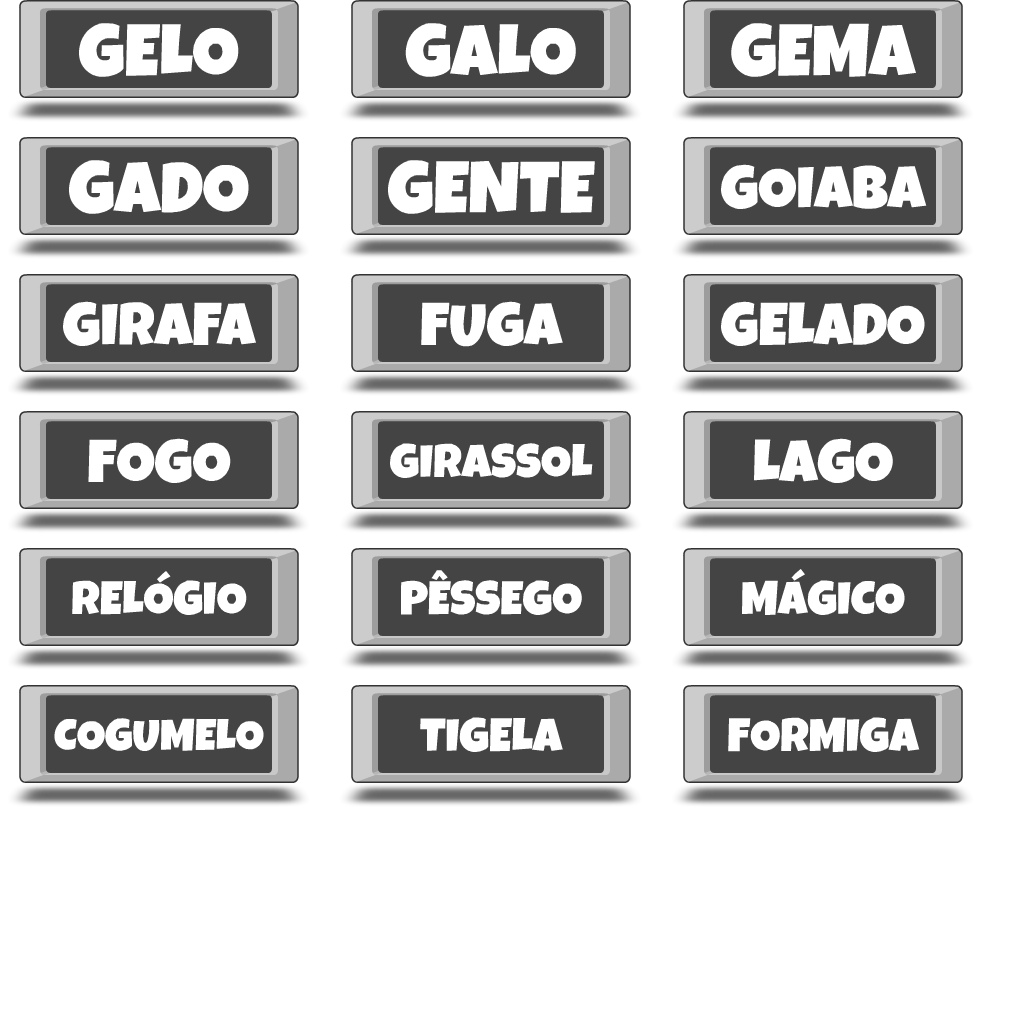 GELO GALO GEMA
GADO GENTE GOIABA
GIRAFA FUGA GELADO
FOGO GIRASSOL LAGO
RELÓGIO PÊSSEGO MÁGICO
COGUMELO TIGELA FORMIGA